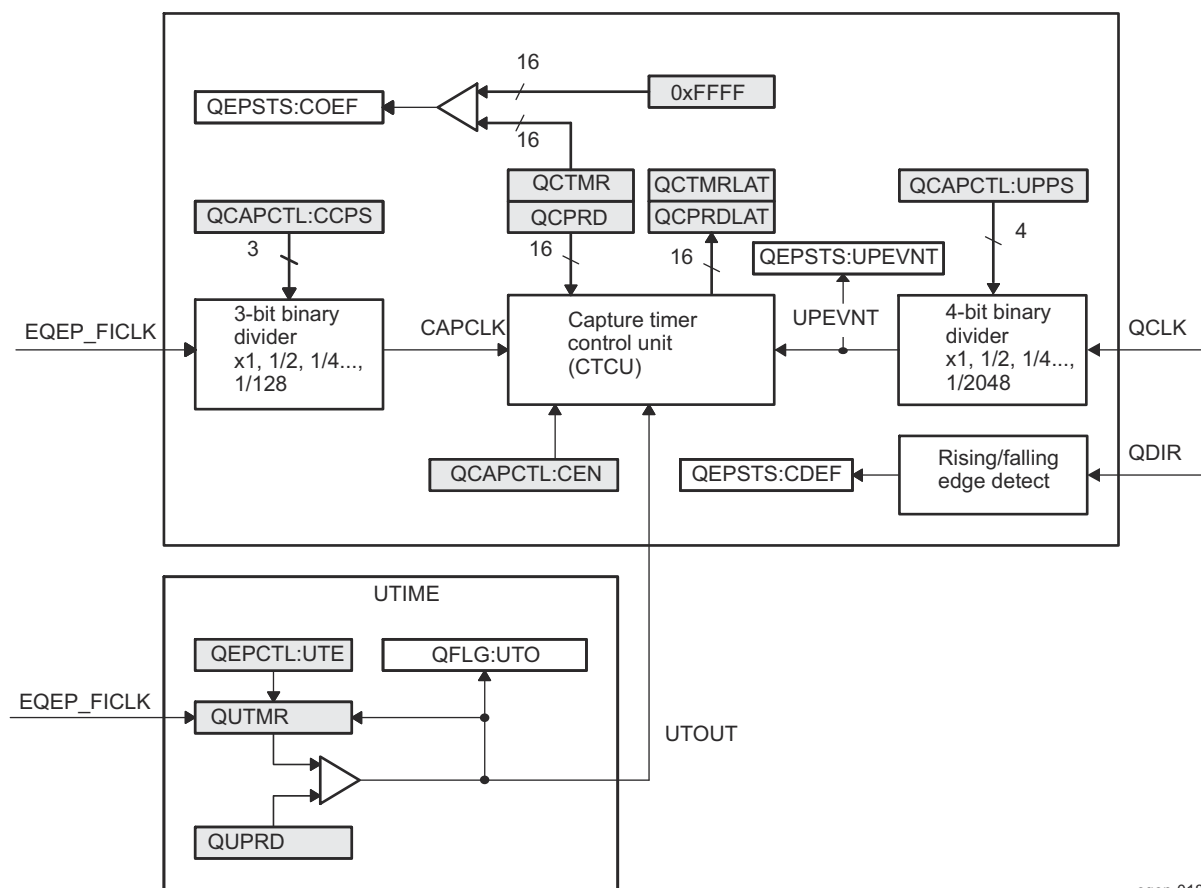 16
0xFFFF
QEPSTS:COEF
16
QCTMR
QCTMRLAT
QCAPCTL:UPPS
QCAPCTL:CCPS
QCPRD
QCPRDLAT
3
16
16
4
QEPSTS:UPEVNT
EQEP_FICLK
3-bit binary
divider
x1, 1/2, 1/4...,
1/128
CAPCLK
Capture timer
control unit
(CTCU)
UPEVNT
4-bit binary
divider
x1, 1/2, 1/4...,
1/2048
QCLK
QCAPCTL:CEN
QEPSTS:CDEF
Rising/falling
edge detect
QDIR
UTIME
QEPCTL:UTE
QFLG:UTO
EQEP_FICLK
QUTMR
UTOUT
QUPRD